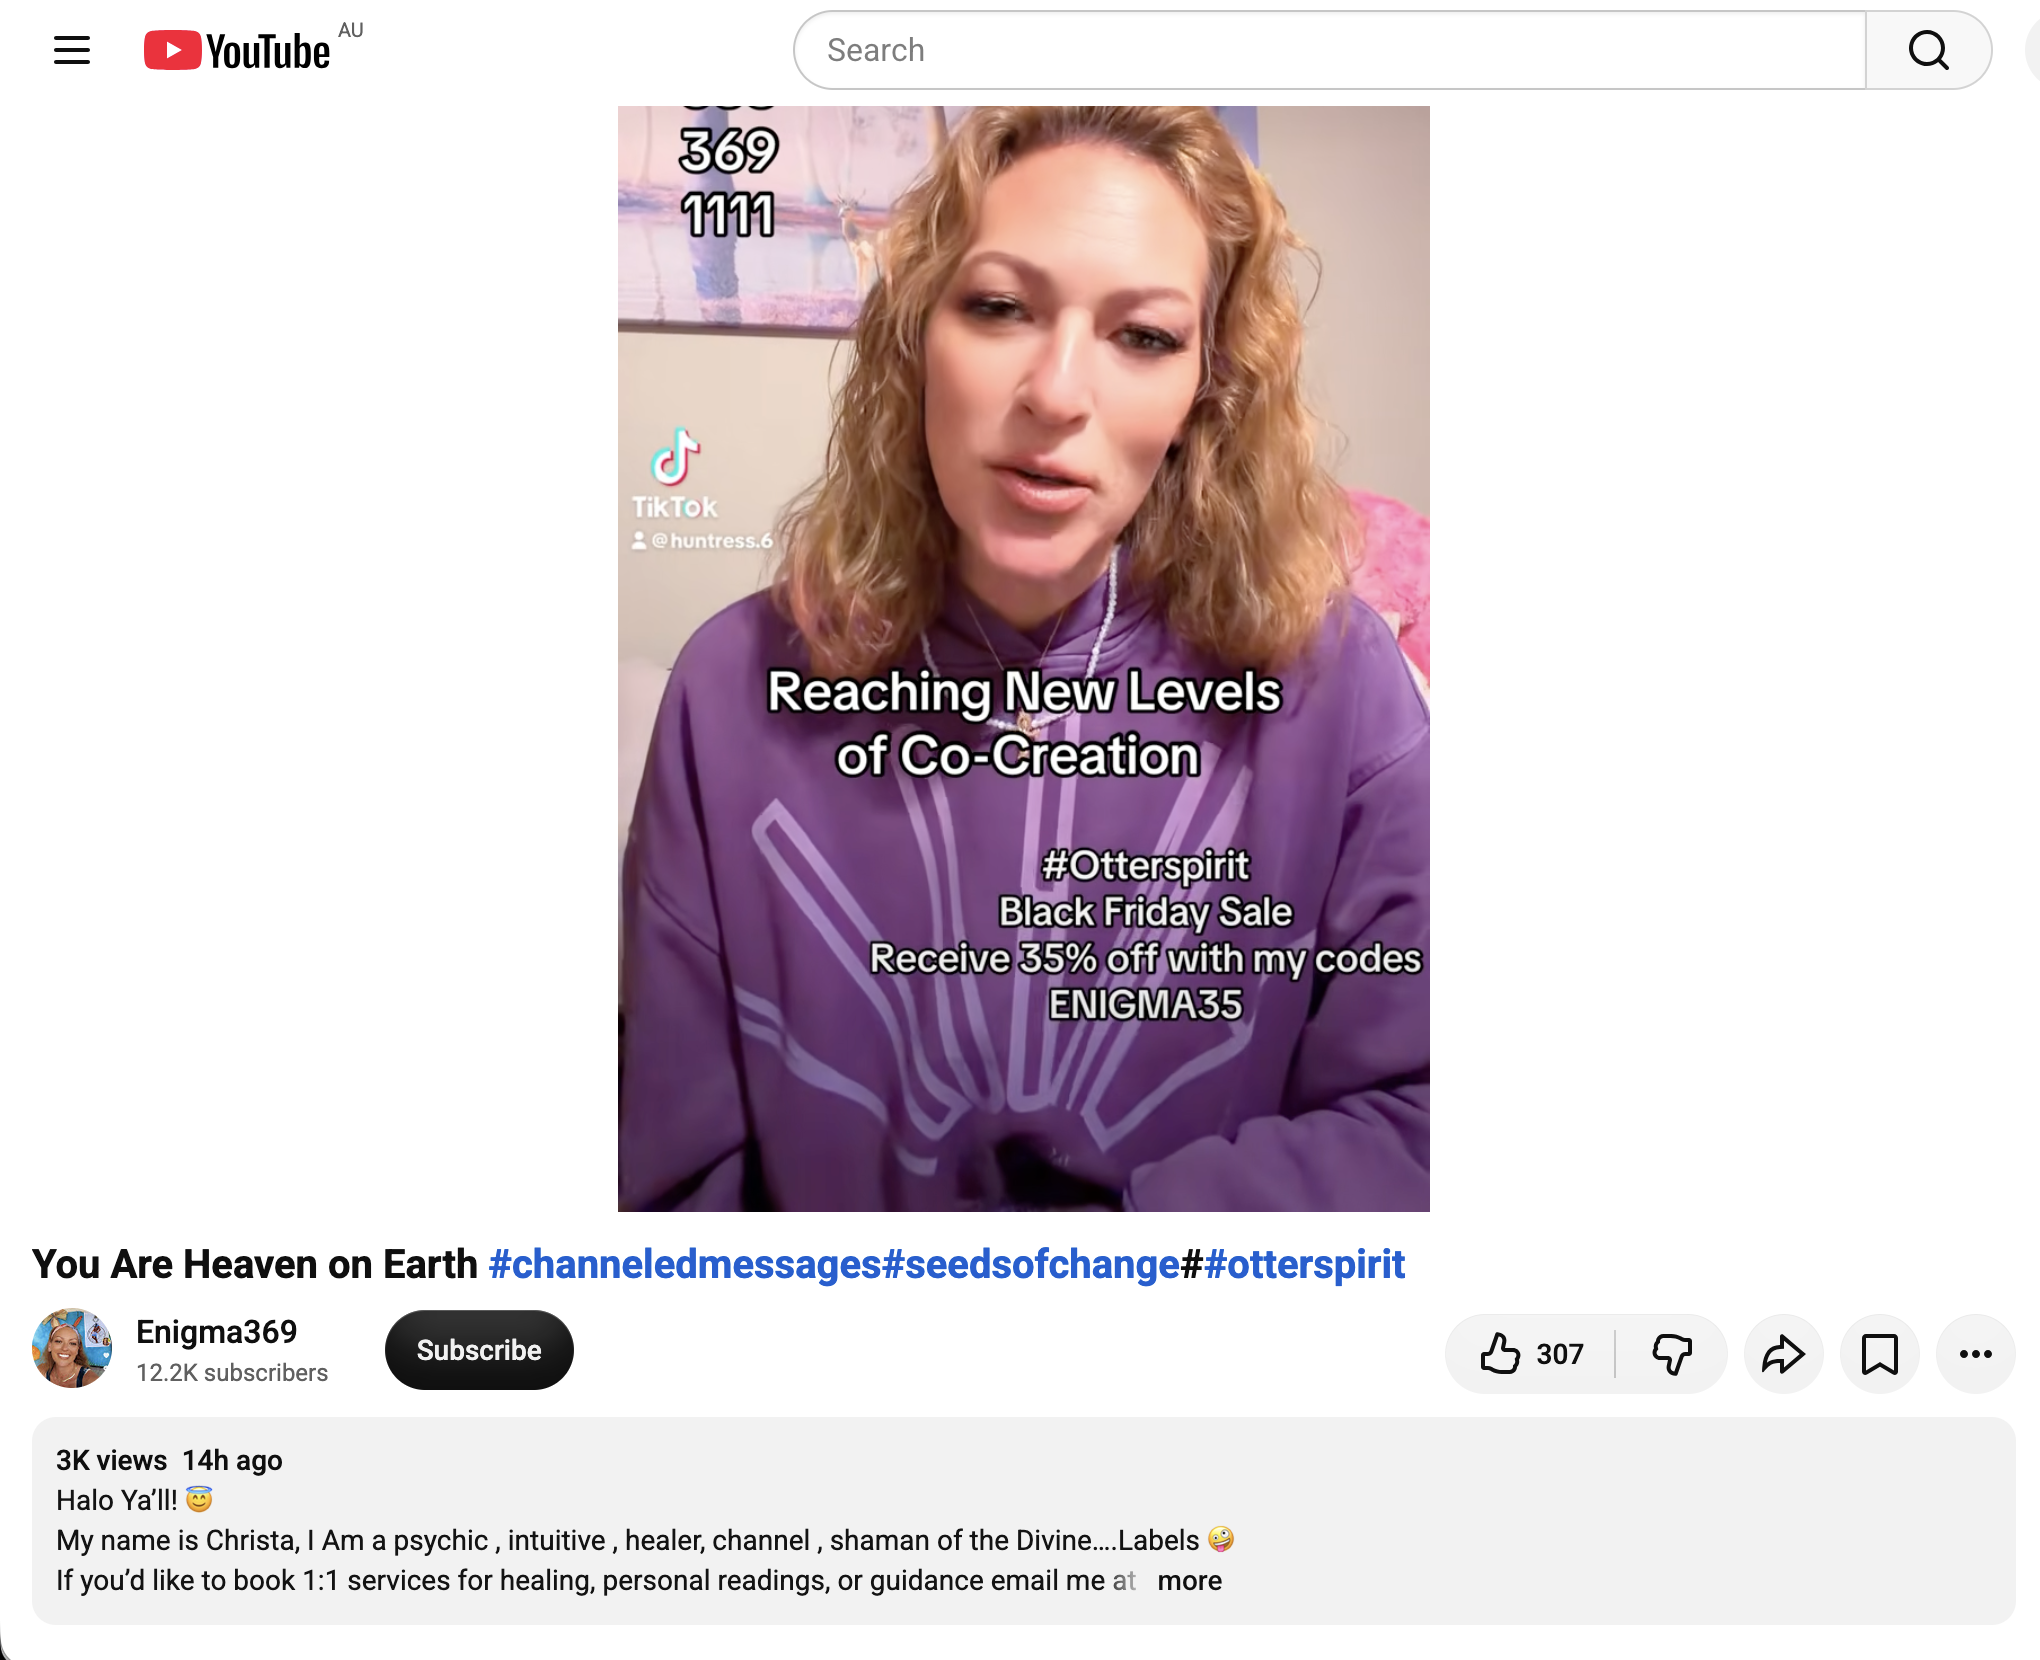 YouTube AU
Search
369
1111
TikTok
@huntress.6
Reaching New Levels
of Co-Creation
#Otterspirit
Black Friday Sale
Receive 35% off with my codes
ENIGMA35
You Are Heaven on Earth #channeledmessages#seedsofchange##otterspirit
Enigma369
12.2K subscribers
Subscribe
307
3K views 14h ago
Halo Ya’ll! 😇
My name is Christa, I Am a psychic , intuitive , healer, channel , shaman of the Divine....Labels 🤪
If you’d like to book 1:1 services for healing, personal readings, or guidance email me at more